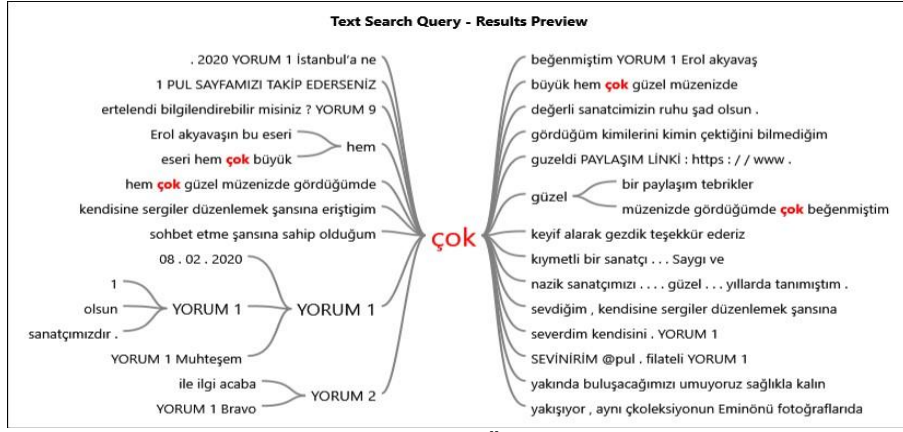 Text Search Query - Results Preview
. 2020 YORUM 1 İstanbul'a ne
1 PUL SAYFAMIZI TAKİP EDERSENİZ
ertelendi bilgilendirebilir misiniz ? YORUM 9
Erol akyavaşın bu eseri
hem
eseri hem çok büyük
hem çok güzel müzenizde gördüğümde
kendisine sergiler düzenlemek şansına eriştigim
sohbet etme şansına sahip olduğum
08 . 02 . 2020
1
olsun
YORUM 1
sanatçımızdır .
YORUM 1
YORUM 1 Muhteşem
ile ilgi acaba
YORUM 2
YORUM 1 Bravo
çok
beğenmiştim YORUM 1 Erol akyavaş
büyük hem çok güzel müzenizde
değerli sanatcimizin ruhu şad olsun .
gördüğüm kimilerini kimin çektiğini bilmediğim
guzeldi PAYLAŞIM LİNKİ : https : / / www .
güzel
bir paylaşım tebrikler
müzenizde gördüğümde çok beğenmiştim
keyif alarak gezdik teşekkür ederiz
kıymetli bir sanatçı . . . Saygı ve
nazik sanatçımızı . . . . güzel . . . yıllarda tanımıştım .
sevdiğim , kendisine sergiler düzenlemek şansına
severdim kendisini . YORUM 1
SEVİNİRİM @pul . filateli YORUM 1
yakında buluşacağımızı umuyoruz sağlıkla kalın
yakışıyor , aynı çkoleksiyonun Eminönü fotoğraflarıda